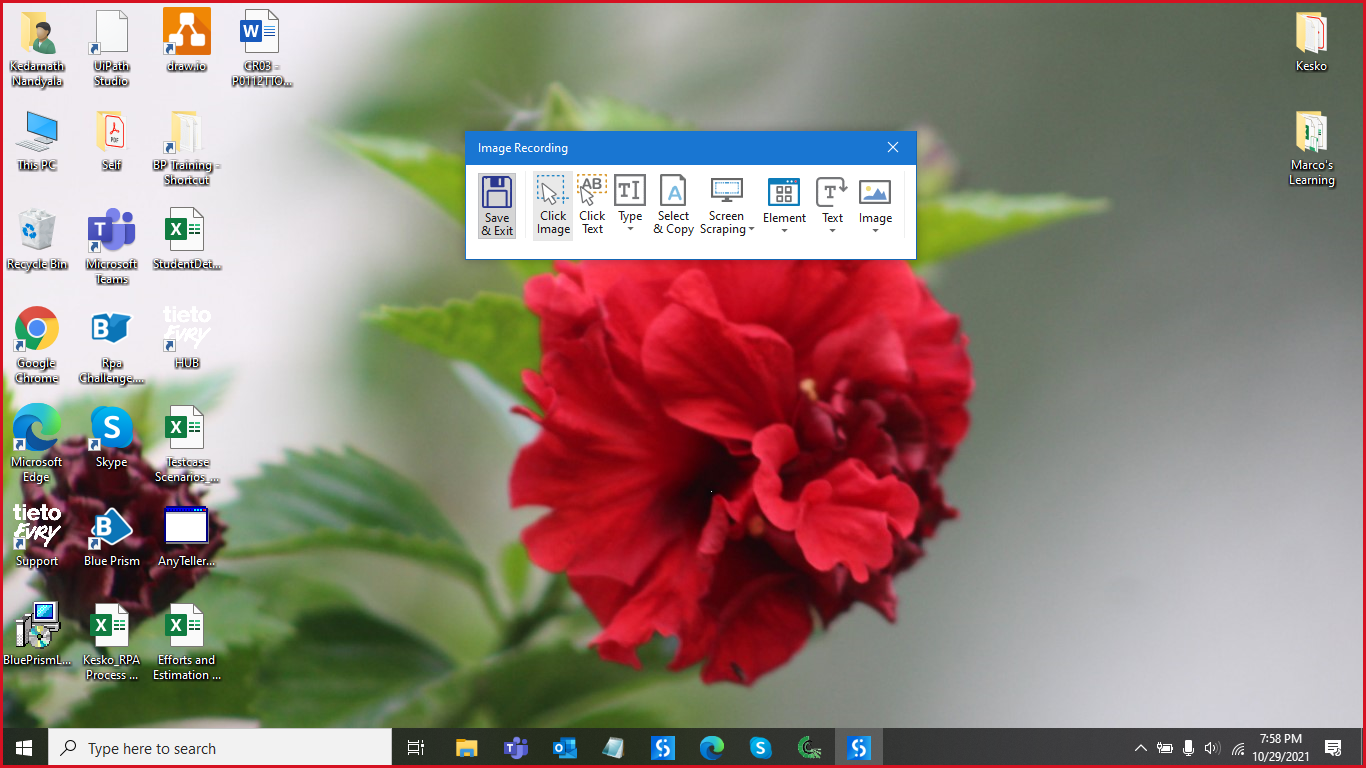 Kedarnath
Nandyala
UiPath
Studio
draw.io
CR03 -
P0112TTO...
Kesko
This PC
Self
PDF
BP Training -
Shortcut
Marco's
Learning
Image Recording
Save
& Exit
Click
Image
AB
Click
Text
Type
Select
& Copy
Screen
Scraping
Element
Text
Image
Recycle Bin
Microsoft
Teams
StudentDet...
Google
Chrome
Rpa
Challenge....
tieto
Evry
HUB
Microsoft
Edge
Skype
Testcase
Scenarios_...
tieto
Evry
Support
Blue Prism
AnyTeller...
BluePrismL...
Kesko_RPA
Process ...
Efforts and
Estimation ...
Type here to search
7:58 PM
10/29/2021